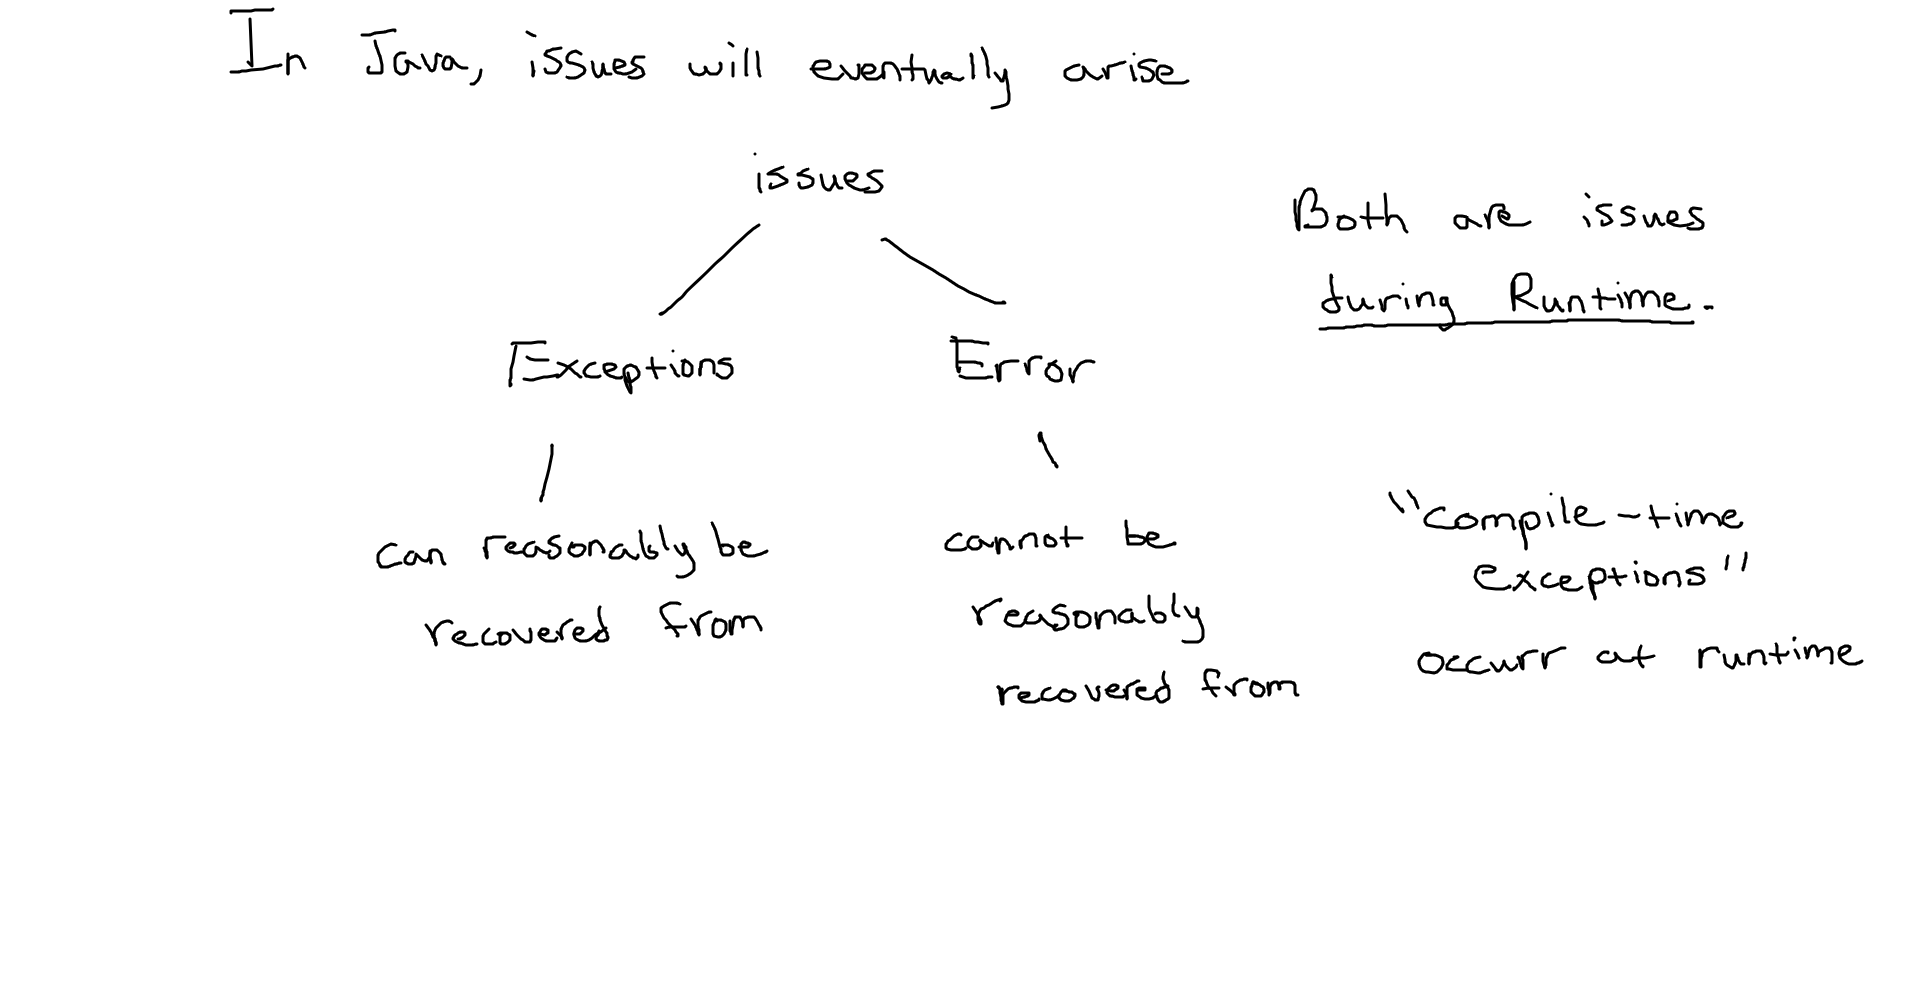 In Java, issues will eventually arise
issues
Both are issues
during Runtime.
Exceptions
Error
can reasonably be
recovered from
cannot be
reasonably
recovered from
"compile-time
exceptions"
occurr at runtime